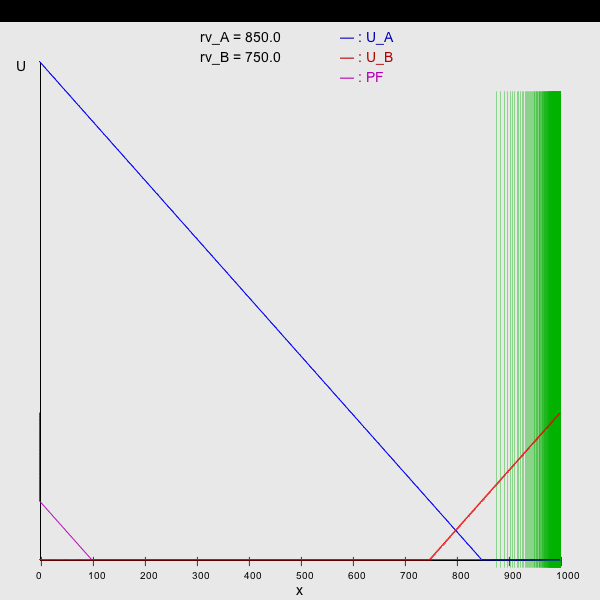 rv_A = 850.0 — : U_A
rv_B = 750.0 — : U_B
— : PF
U
0 100 200 300 400 500 600 700 800 900 1000
x